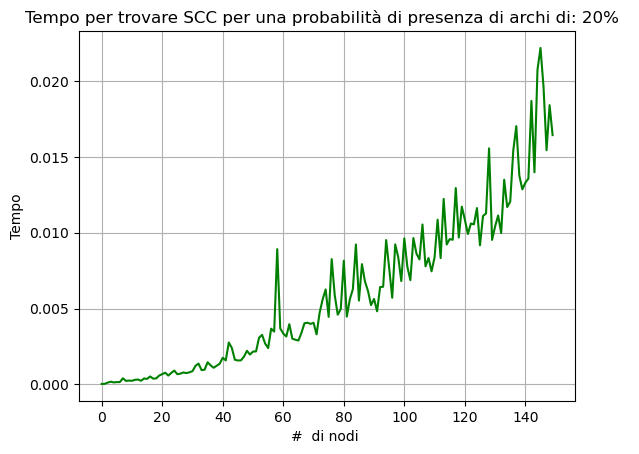 Tempo per trovare SCC per una probabilità di presenza di archi di: 20%
0.020
0.015
0.010
0.005
0.000
Tempo
0 20 40 60 80 100 120 140
# di nodi